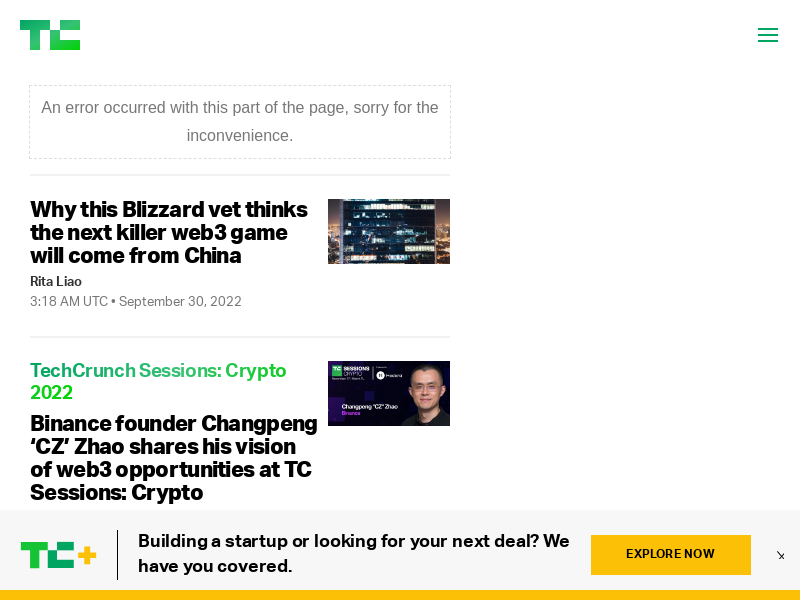 TC
An error occurred with this part of the page, sorry for the
inconvenience.
Why this Blizzard vet thinks
the next killer web3 game
will come from China
Rita Liao
3:18 AM UTC • September 30, 2022
TechCrunch Sessions: Crypto
2022
SESSIONS
CRYPTO
Changpeng "CZ" Zhao
Binance
Binance founder Changpeng
‘CZ’ Zhao shares his vision
of web3 opportunities at TC
Sessions: Crypto
TC+
Building a startup or looking for your next deal? We
have you covered.
EXPLORE NOW